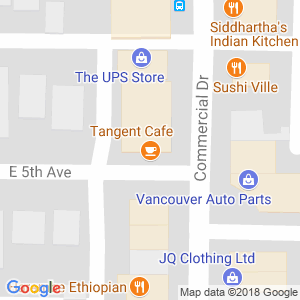 Siddhartha's
Indian Kitchen
The UPS Store
Sushi Ville
Tangent Cafe
Commercial Dr
E 5th Ave
Vancouver Auto Parts
JQ Clothing Ltd
Ethiopian
Google
Map data ©2018 Google